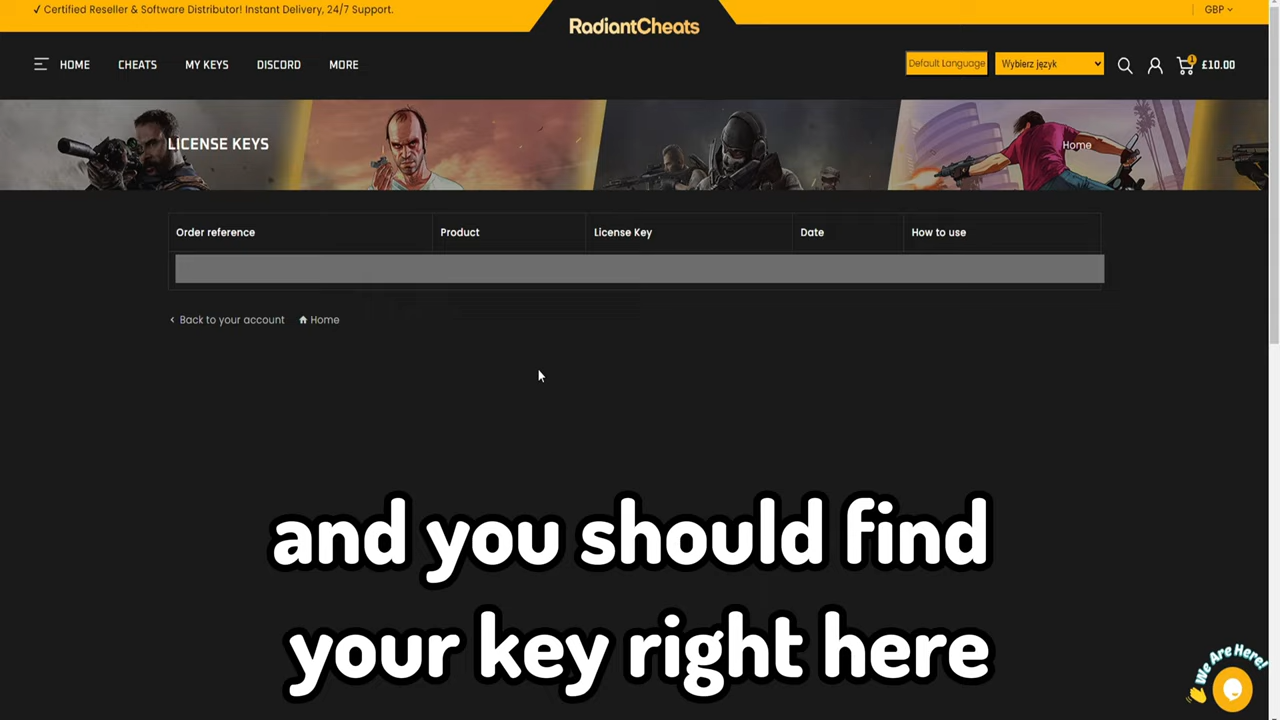 ✓ Certified Reseller & Software Distributor! Instant Delivery, 24/7 Support.
GBP
RadiantCheats
HOME CHEATS MY KEYS DISCORD MORE
Default Language Wybierz język 1 £10.00
LICENSE KEYS
Home
Order reference Product License Key Date How to use
Back to your account Home
and you should find
your key right here
We Are Here!